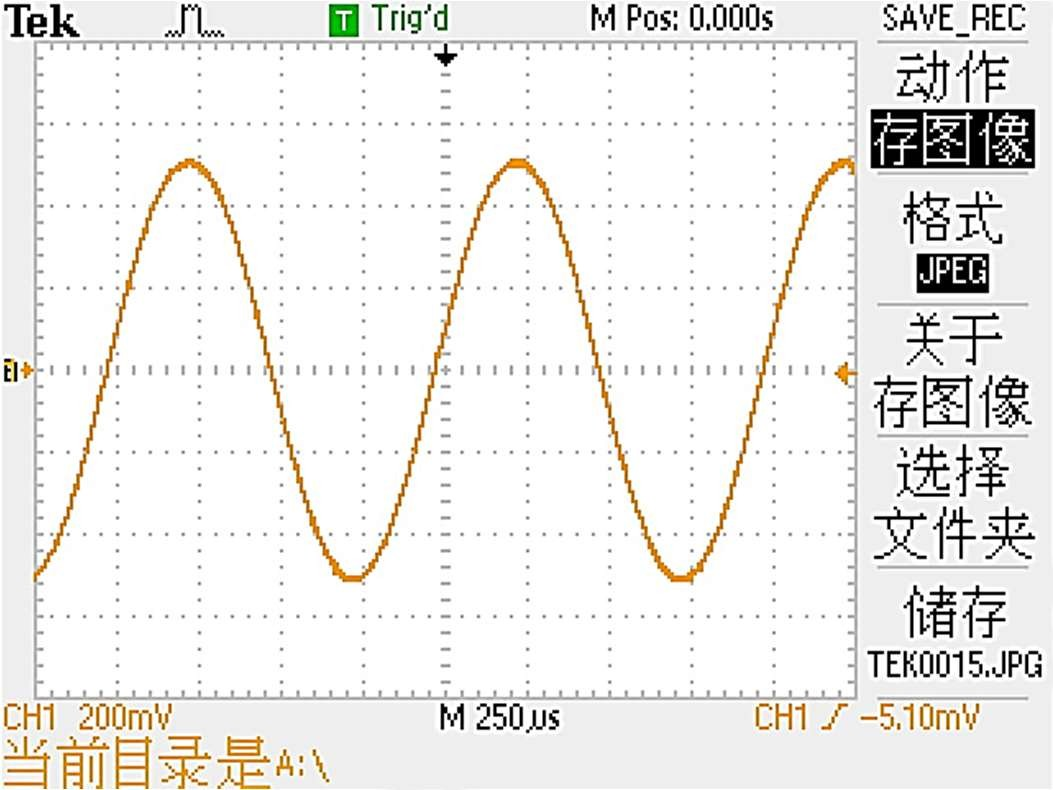 Tek T Trig'd M Pos: 0.000s SAVE_REC
动作
存图像
格式
JPEG
关于
存图像
选择
文件夹
储存
TEK0015.JPG
1
CH1 200mV M 250µs CH1 -5.10mV
当前目录是A:\